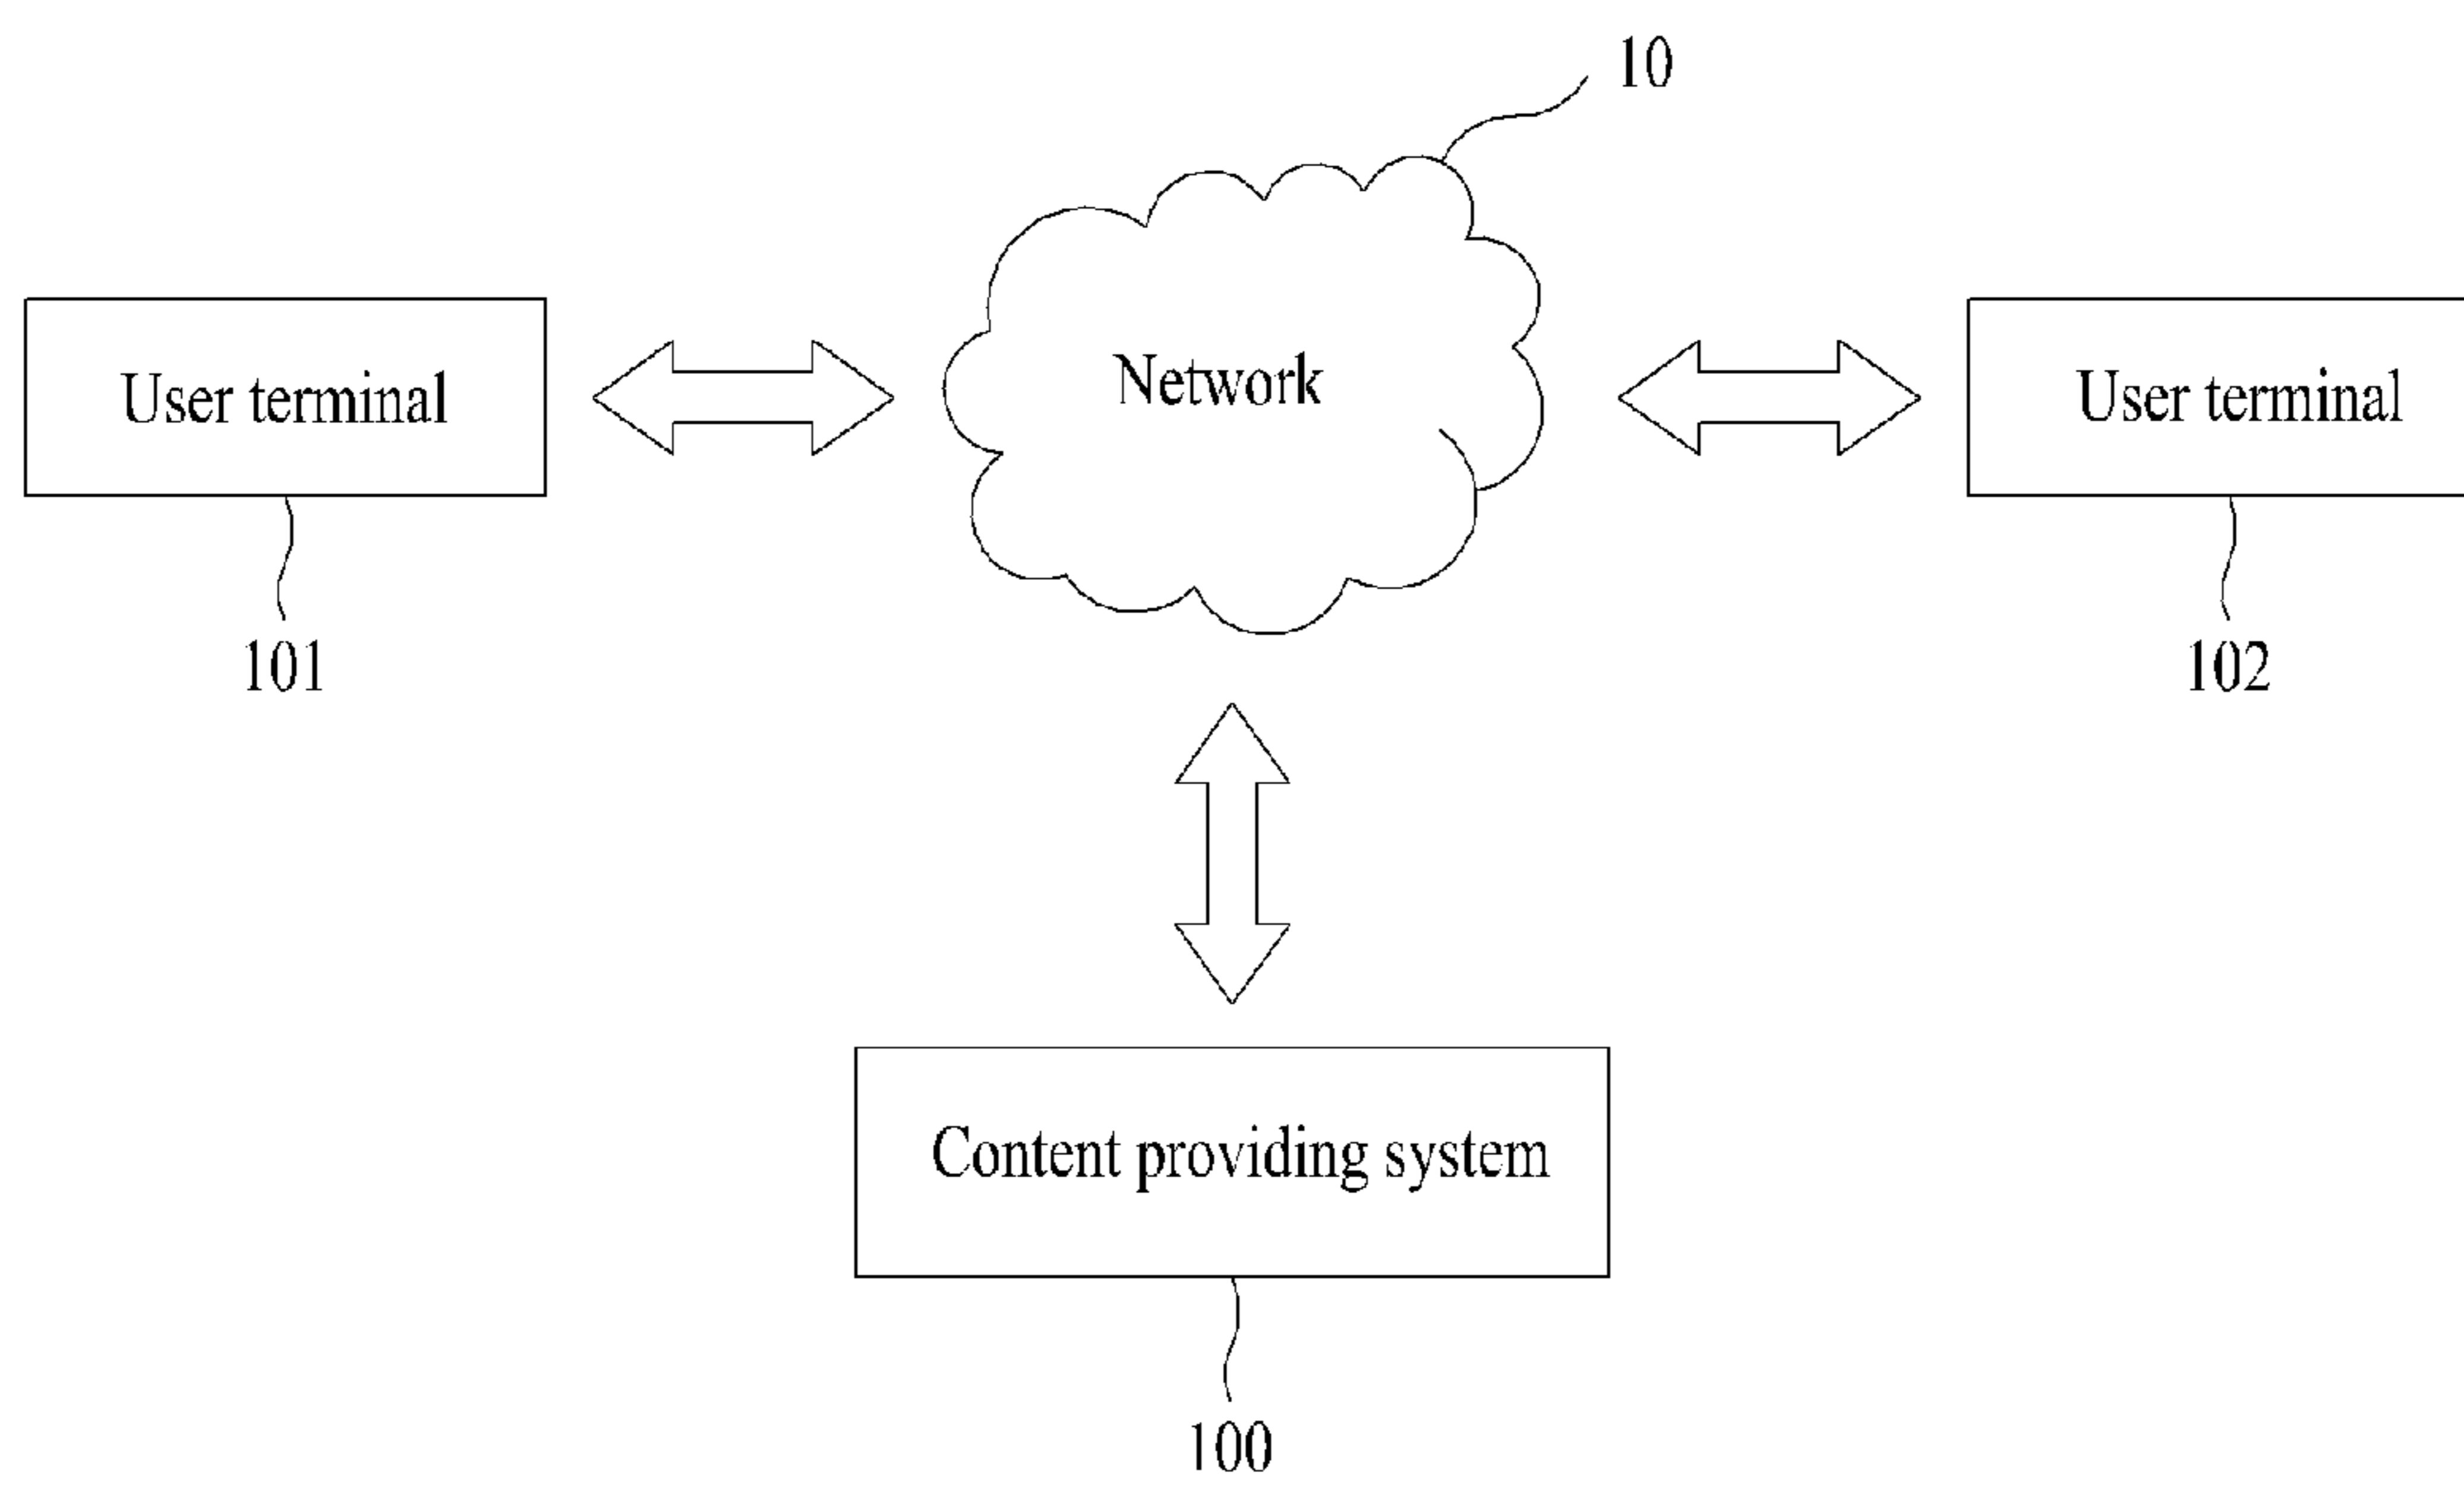 10
Network
User terminal
User terminal
101
102
Content providing system
100